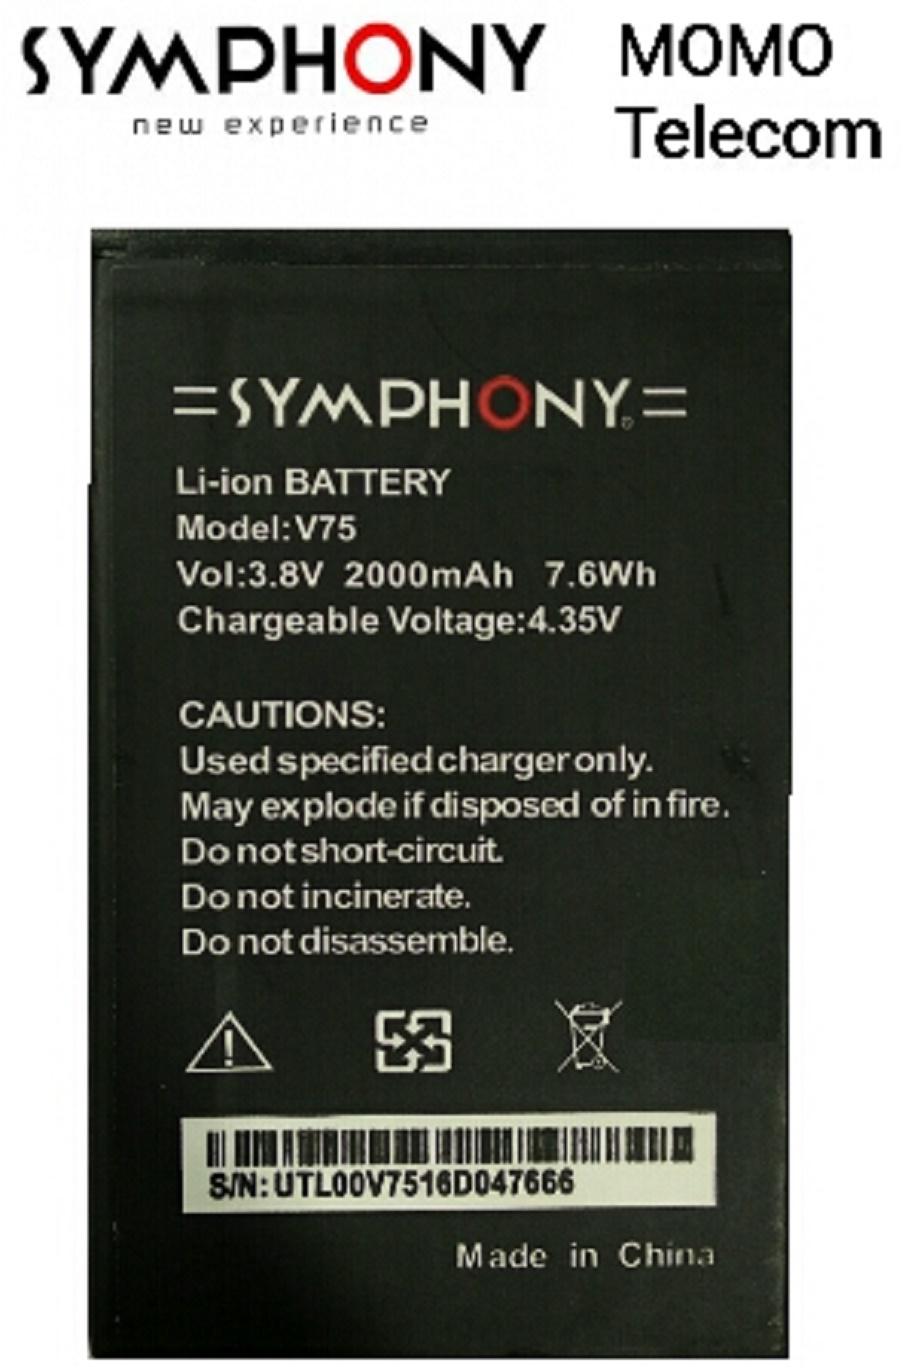 SYMPHONY
new experience
MOMO
Telecom
=SYMPHONY®=
Li-ion BATTERY
Model:V75
Vol:3.8V 2000mAh 7.6Wh
Chargeable Voltage:4.35V
CAUTIONS:
Used specified charger only.
May explode if disposed of in fire.
Do not short-circuit.
Do not incinerate.
Do not disassemble.
S/N:UTL00V7516D047666
Made in China